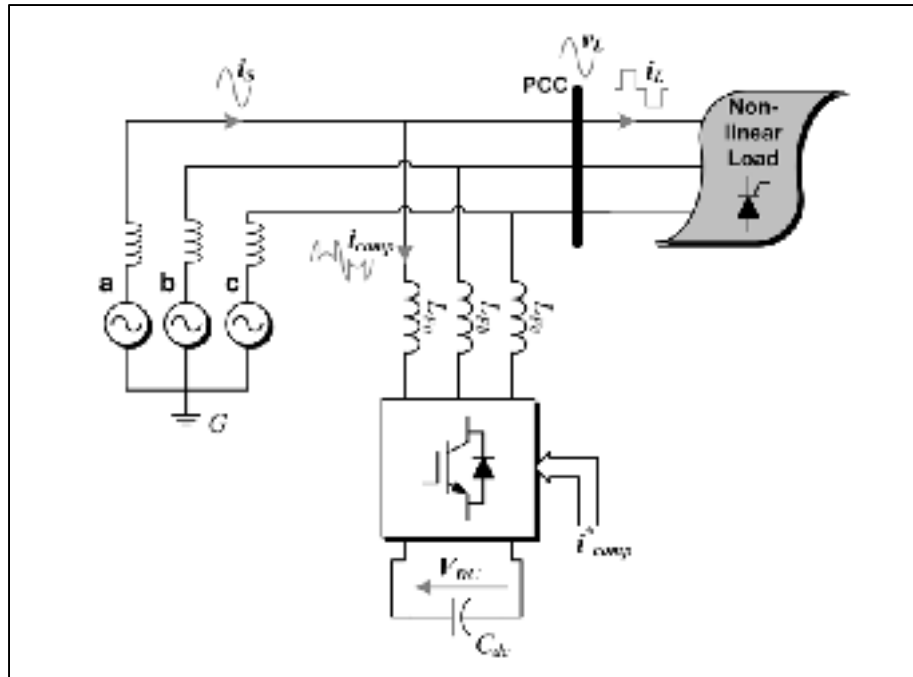 v_L
i_S
PCC
i_L
Non-
linear
Load
i_comp
a
b
c
G
V_DC
i*_comp
C_dc